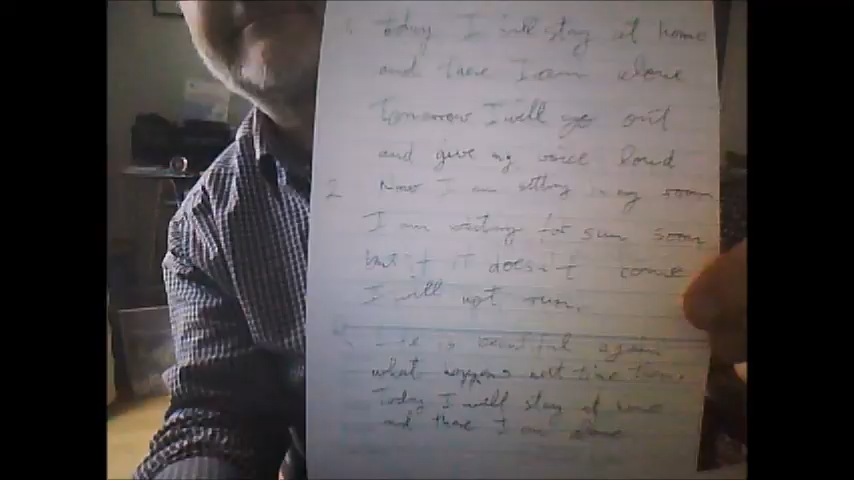 1. Today I will stay at home
and there I am alone
Tomorrow I will go out
and give my voice loud
2. Now I am sitting in my room
I am waiting for sun soon
but if it doesn't come
I will not run.
is beautiful again
what happens next time
Today I will stay at home
and there I am alone